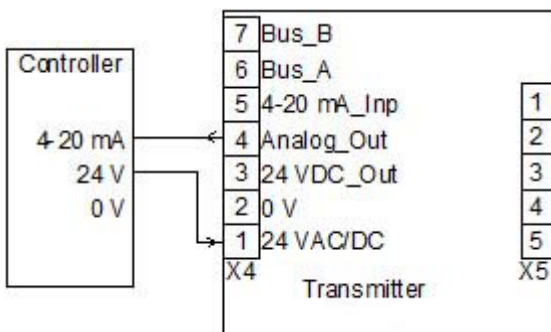 Controller
4-20 mA
24 V
0 V
7 Bus_B
6 Bus_A
5 4-20 mA_Inp
4 Analog_Out
3 24 VDC_Out
2 0 V
1 24 VAC/DC
X4
Transmitter
1
2
3
4
5
X5